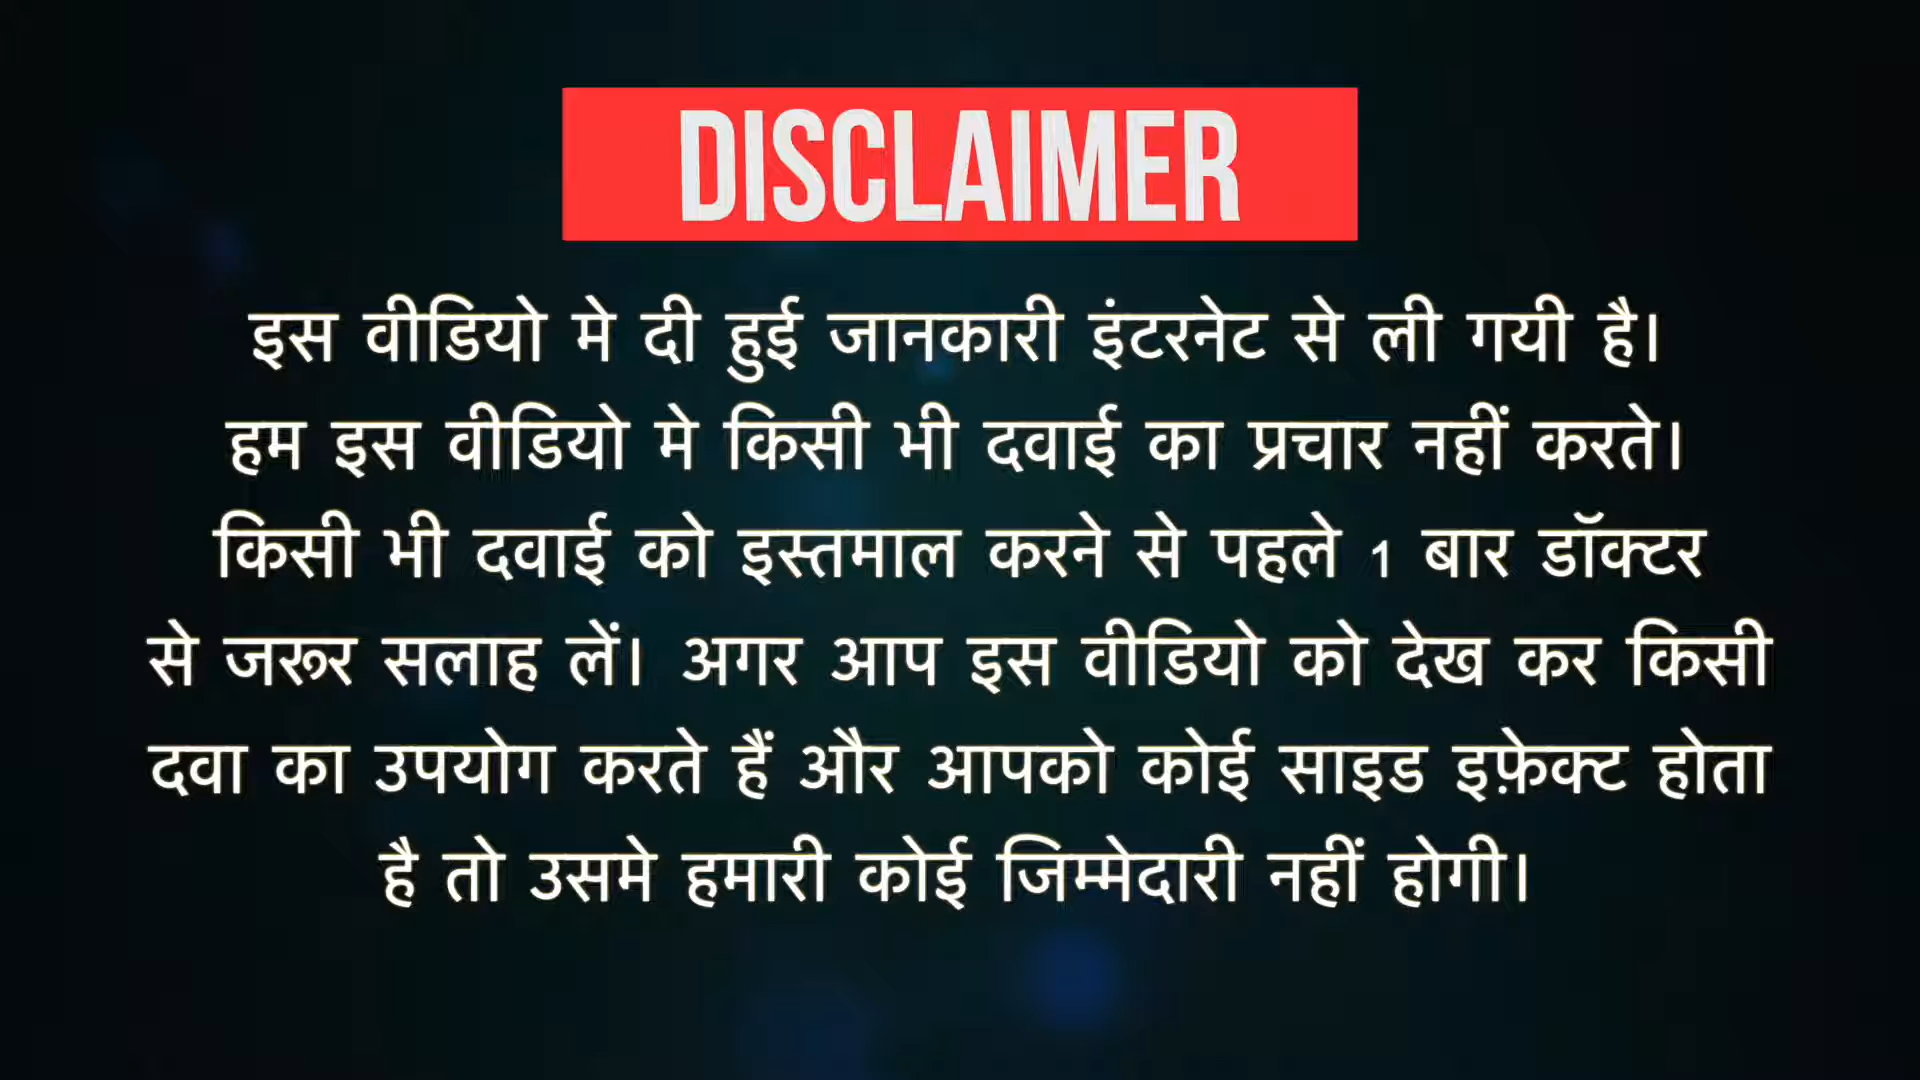 DISCLAIMER
इस वीडियो मे दी हुई जानकारी इंटरनेट से ली गयी है।
हम इस वीडियो मे किसी भी दवाई का प्रचार नहीं करते।
किसी भी दवाई को इस्तमाल करने से पहले 1 बार डॉक्टर
से जरूर सलाह लें। अगर आप इस वीडियो को देख कर किसी
दवा का उपयोग करते हैं और आपको कोई साइड इफ़ेक्ट होता
है तो उसमे हमारी कोई जिम्मेदारी नहीं होगी।